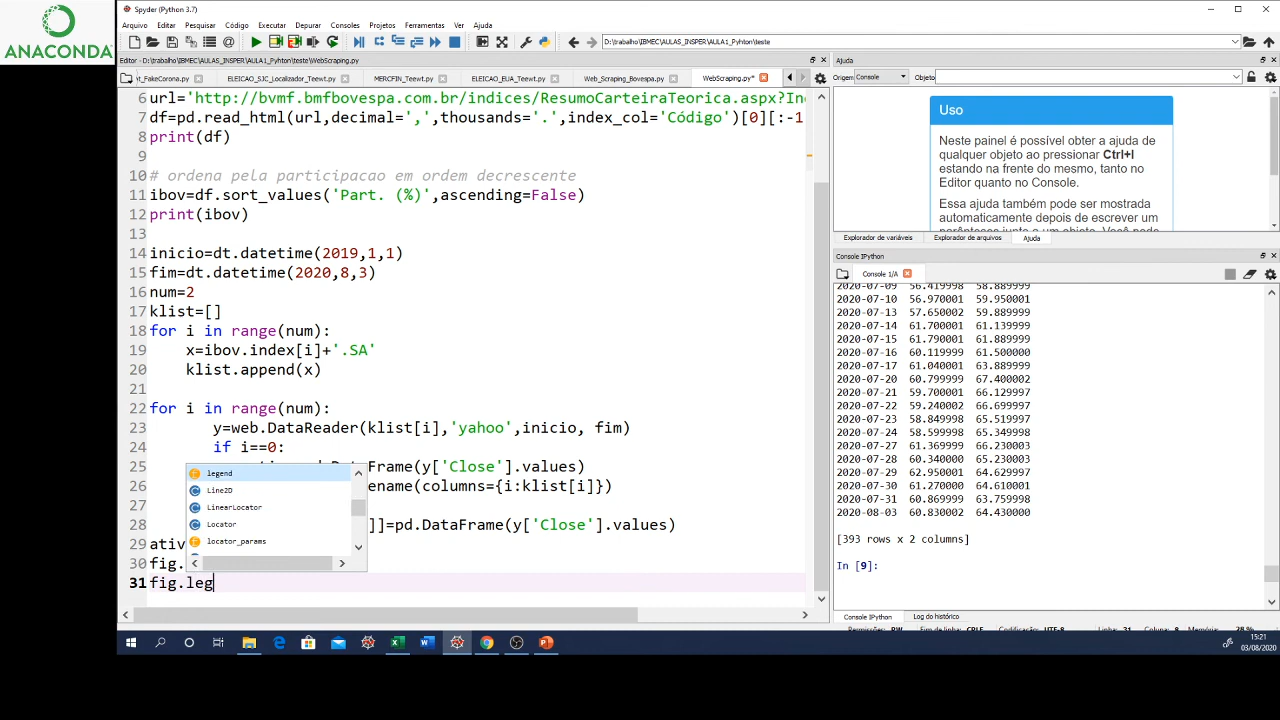 ANACONDA
Spyder (Python 3.7)
Arquivo Editar Pesquisar Código Executar Depurar Consoles Projetos Ferramentas Ver Ajuda
D:\trabalho\IBMEC\AULAS_INSPER\AULA1_Pyhton\teste
Editor - D:\trabalho\IBMEC\AULAS_INSPER\AULA1_Pyhton\teste\WebScraping.py
t_FakeCorona.py ELEICAO_SJC_Localizador_Teewt.py MERCFIN_Teewt.py ELEICAO_EUA_Teewt.py Web_Scraping_Bovespa.py WebScraping.py*
6 url='http://bvmf.bmfbovespa.com.br/indices/ResumoCarteiraTeorica.aspx?In
7 df=pd.read_html(url,decimal=',',thousands='.',index_col='Código')[0][:-1
8 print(df)
9
10 # ordena pela participacao em ordem decrescente
11 ibov=df.sort_values('Part. (%)',ascending=False)
12 print(ibov)
13
14 inicio=dt.datetime(2019,1,1)
15 fim=dt.datetime(2020,8,3)
16 num=2
17 klist=[]
18 for i in range(num):
19 x=ibov.index[i]+'.SA'
20 klist.append(x)
21
22 for i in range(num):
23 y=web.DataReader(klist[i],'yahoo',inicio, fim)
24 if i==0:
25 Frame(y['Close'].values)
26 ename(columns={i:klist[i]})
27
28 ]]=pd.DataFrame(y['Close'].values)
29 ativ
30 fig.
31 fig.leg
legend
Line2D
LinearLocator
Locator
locator_params
Ajuda
Origem Console Objeto
Uso
Neste painel é possível obter a ajuda de
qualquer objeto ao pressionar Ctrl+I
estando na frente do mesmo, tanto no
Editor quanto no Console.
Essa ajuda também pode ser mostrada
automaticamente depois de escrever um
Explorador de variáveis Explorador de arquivos Ajuda
Console IPython
Console 1/A
2020-07-09 56.419998 58.889999
2020-07-10 56.970001 59.950001
2020-07-13 57.650002 59.889999
2020-07-14 61.700001 61.139999
2020-07-15 61.790001 61.889999
2020-07-16 60.119999 61.500000
2020-07-17 61.040001 63.889999
2020-07-20 60.799999 67.400002
2020-07-21 59.700001 66.129997
2020-07-22 59.240002 66.699997
2020-07-23 58.849998 65.519997
2020-07-24 58.599998 65.349998
2020-07-27 61.369999 66.230003
2020-07-28 60.340000 65.230003
2020-07-29 62.950001 64.629997
2020-07-30 61.270000 64.610001
2020-07-31 60.869999 63.759998
2020-08-03 60.830002 64.430000
[393 rows x 2 columns]
In [9]:
Console IPython Log do histórico
15:21
03/08/2020